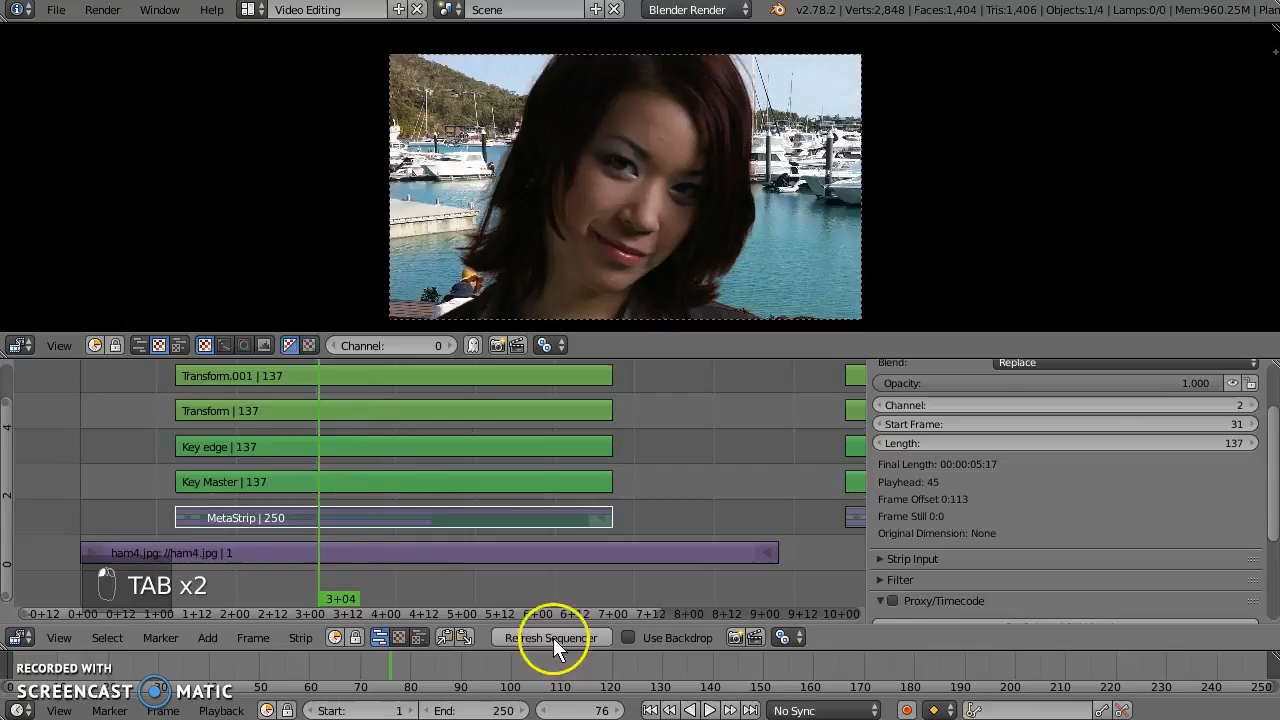 File Render Window Help Video Editing Scene Blender Render v2.78.2 | Verts:2,848 | Faces:1,404 | Tris:1,406 | Objects:1/4 | Lamps:0/0 | Mem:960.25M |
View Channel: 0
Blend: Replace
Transform.001 | 137
Opacity: 1.000
Channel: 2
Transform | 137
Start Frame: 31
Length: 137
Key edge | 137
Final Length: 00:00:05:17
Key Master | 137
Playhead: 45
Frame Offset 0:113
MetaStrip | 250
Frame Still 0:0
Original Dimension: None
ham4.jpg: //ham4.jpg | 1
Strip Input
Filter
TAB x2
Proxy/Timecode
3+04
-0+12 0+00 0+12 1+00 1+12 2+00 2+12 3+00 3+12 4+00 4+12 5+00 5+12 6+00 6+12 7+00 7+12 8+00 8+12 9+00 9+12 10+00
View Select Marker Add Frame Strip Refresh Sequencer Use Backdrop
RECORDED WITH
SCREENCAST MATIC
0 50 60 70 80 90 100 110 120 130 140 150 160 170 180 190 200 210 220 230 240 250
View Marker Frame Playback Start: 1 End: 250 76 No Sync